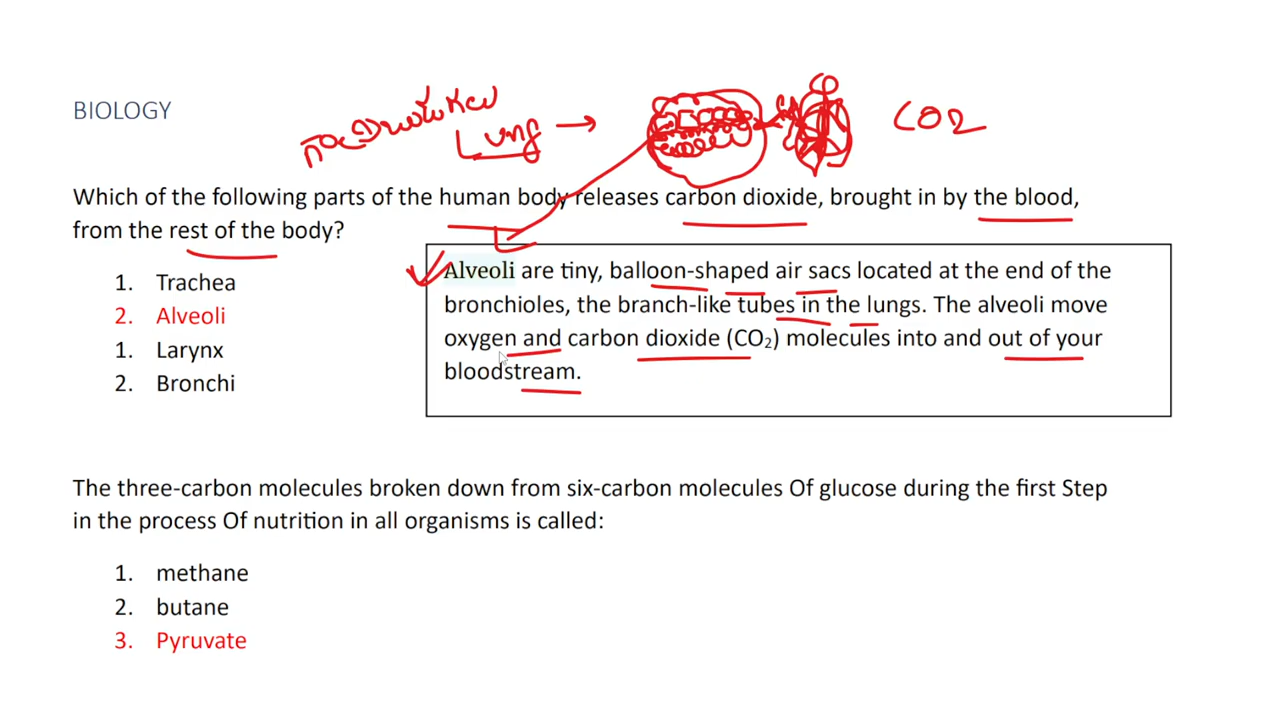 BIOLOGY
Lung
CO2
Which of the following parts of the human body releases carbon dioxide, brought in by the blood,
from the rest of the body?
1. Trachea
2. Alveoli
1. Larynx
2. Bronchi
Alveoli are tiny, balloon-shaped air sacs located at the end of the
bronchioles, the branch-like tubes in the lungs. The alveoli move
oxygen and carbon dioxide (CO₂) molecules into and out of your
bloodstream.
The three-carbon molecules broken down from six-carbon molecules Of glucose during the first Step
in the process Of nutrition in all organisms is called:
1. methane
2. butane
3. Pyruvate